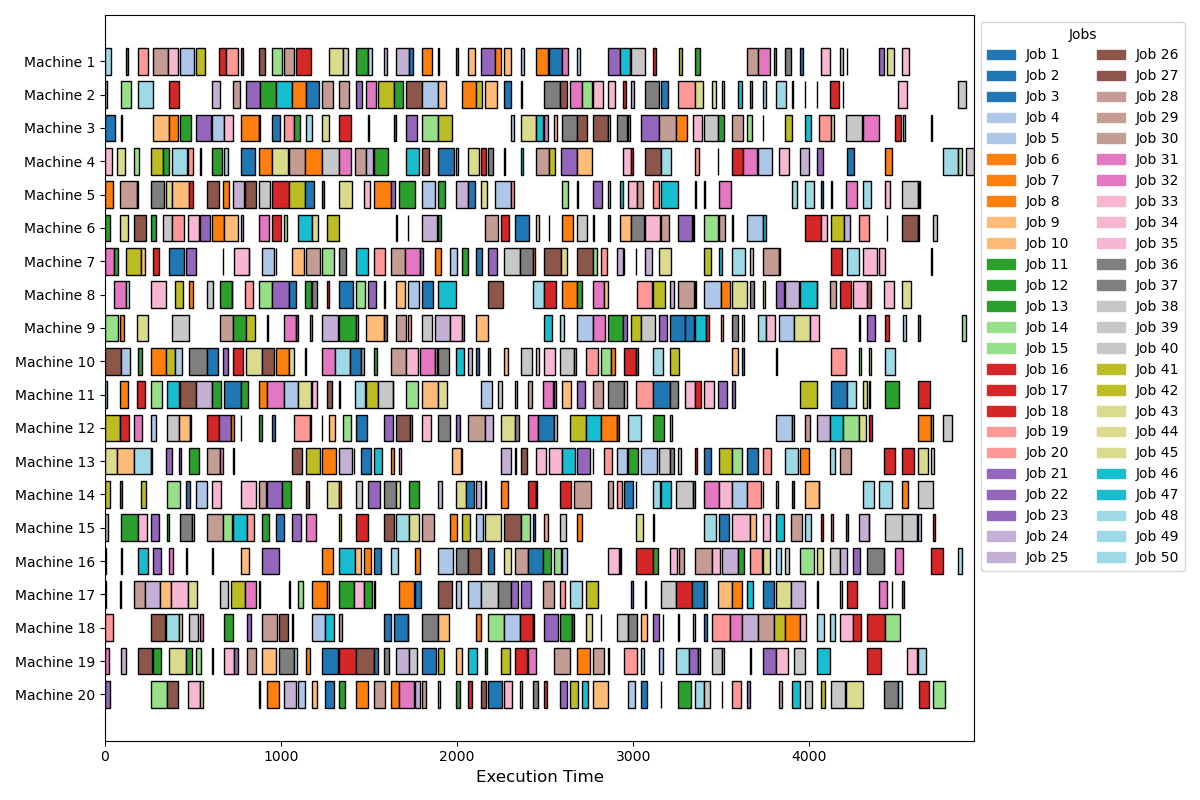 Machine 1
Machine 2
Machine 3
Machine 4
Machine 5
Machine 6
Machine 7
Machine 8
Machine 9
Machine 10
Machine 11
Machine 12
Machine 13
Machine 14
Machine 15
Machine 16
Machine 17
Machine 18
Machine 19
Machine 20
0 1000 2000 3000 4000
Execution Time
Jobs
Job 1 Job 26
Job 2 Job 27
Job 3 Job 28
Job 4 Job 29
Job 5 Job 30
Job 6 Job 31
Job 7 Job 32
Job 8 Job 33
Job 9 Job 34
Job 10 Job 35
Job 11 Job 36
Job 12 Job 37
Job 13 Job 38
Job 14 Job 39
Job 15 Job 40
Job 16 Job 41
Job 17 Job 42
Job 18 Job 43
Job 19 Job 44
Job 20 Job 45
Job 21 Job 46
Job 22 Job 47
Job 23 Job 48
Job 24 Job 49
Job 25 Job 50